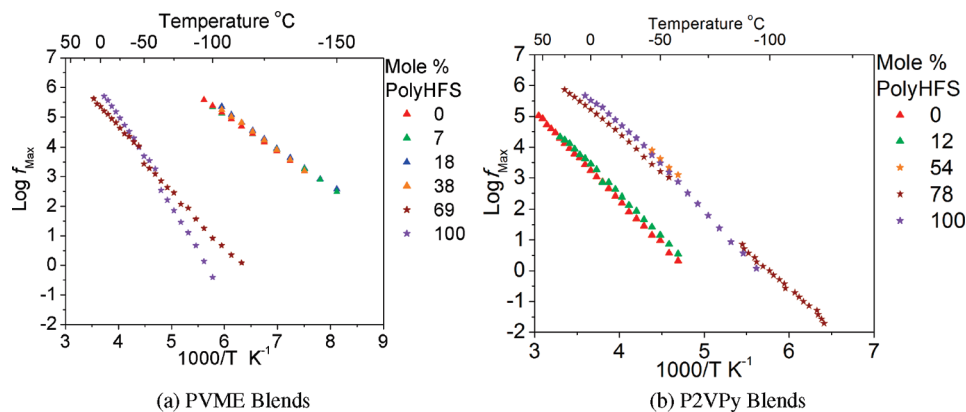 (a)
Temperature °C
50 0 -50 -100 -150
7
6
5
4
3
2
1
0
-1
-2
Log fMax
3 4 5 6 7 8 9
1000/T K-1
Mole %
PolyHFS
0
7
18
38
69
100
(a) PVME Blends
(b)
Temperature °C
50 0 -50 -100
7
6
5
4
3
2
1
0
-1
-2
Log fMax
3 4 5 6 7
1000/T K-1
Mole %
PolyHFS
0
12
54
78
100
(b) P2VPy Blends